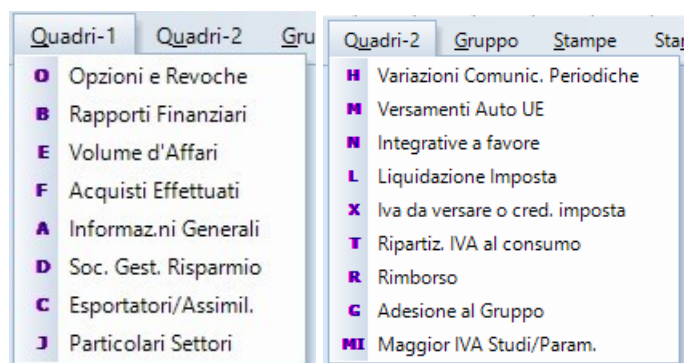 Quadri-1 Quadri-2 Gru
O Opzioni e Revoche
B Rapporti Finanziari
E Volume d'Affari
F Acquisti Effettuati
A Informaz.ni Generali
D Soc. Gest. Risparmio
C Esportatori/Assimil.
J Particolari Settori
Quadri-2 Gruppo Stampe Sta
H Variazioni Comunic. Periodiche
M Versamenti Auto UE
N Integrative a favore
L Liquidazione Imposta
X Iva da versare o cred. imposta
T Ripartiz. IVA al consumo
R Rimborso
G Adesione al Gruppo
MI Maggior IVA Studi/Param.